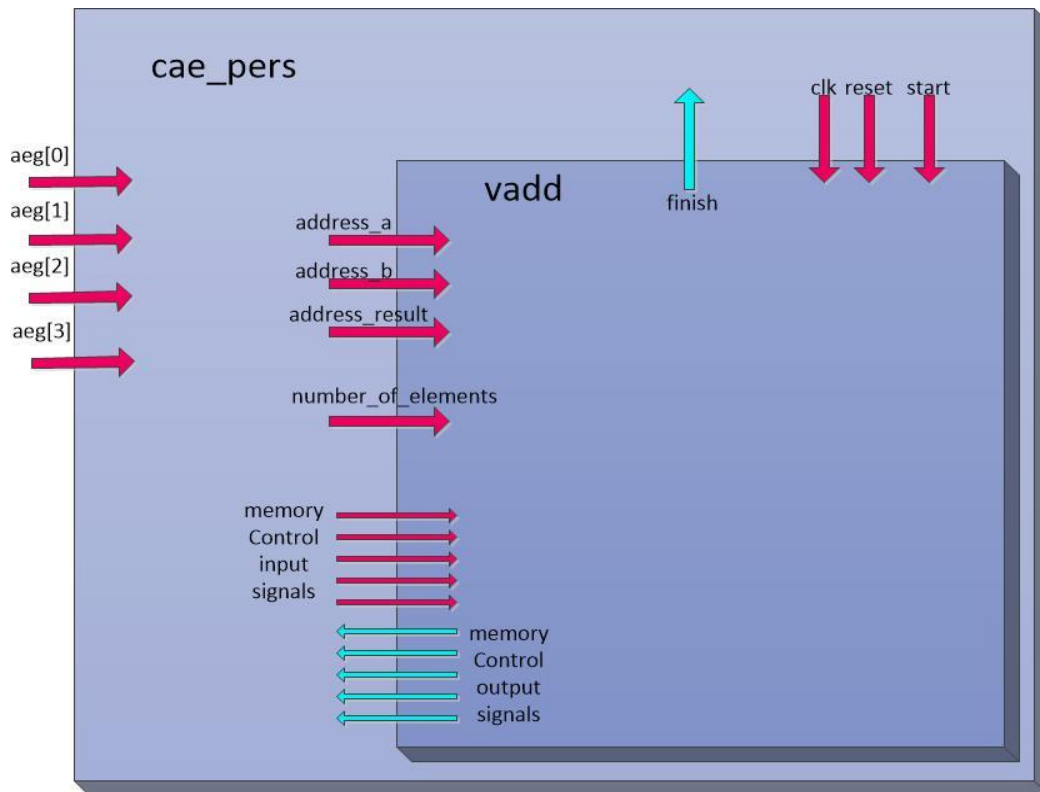 cae_pers
clk reset start
aeg[0]
vadd
finish
aeg[1]
address_a
aeg[2]
address_b
address_result
aeg[3]
number_of_elements
memory
Control
input
signals
memory
Control
output
signals